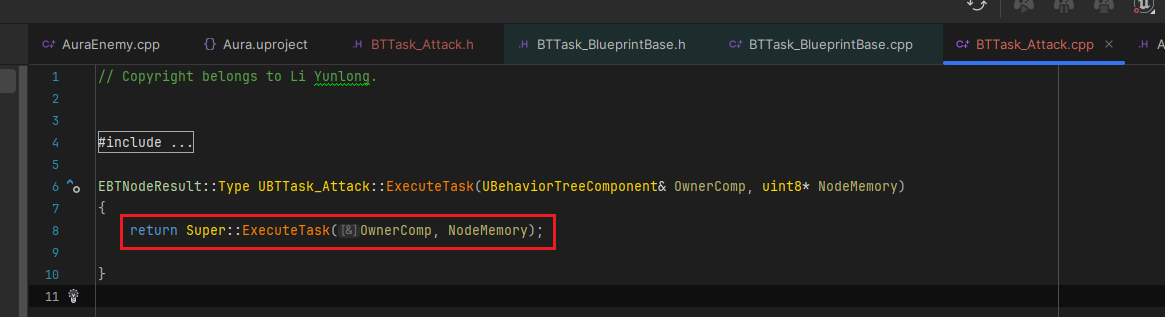 AuraEnemy.cpp
Aura.uproject
BTTask_Attack.h
BTTask_BlueprintBase.h
BTTask_BlueprintBase.cpp
BTTask_Attack.cpp
1 // Copyright belongs to Li Yunlong.
2
3
4 #include ...
5
6 EBTNodeResult::Type UBTTask_Attack::ExecuteTask(UBehaviorTreeComponent& OwnerComp, uint8* NodeMemory)
7 {
8 return Super::ExecuteTask([&]OwnerComp, NodeMemory);
9
10 }
11